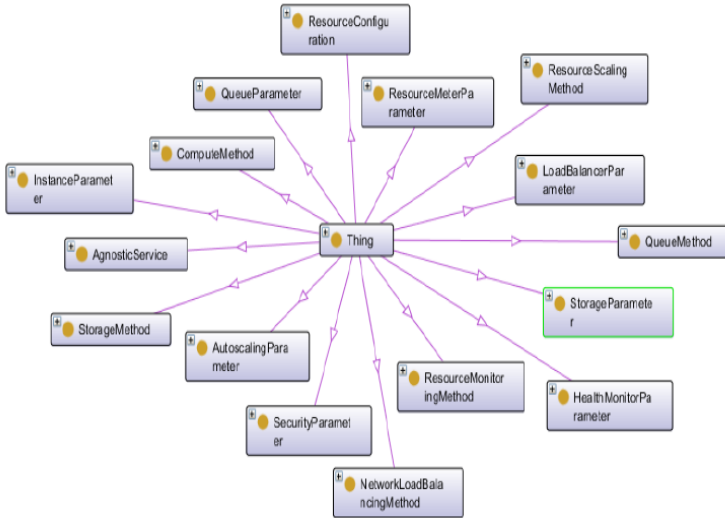 ResourceConfigu
ration
ResourceScaling
Method
QueueParameter
ResourceMeterPa
rameter
ComputeMethod
LoadBalancerPar
ameter
InstanceParamet
er
Thing
QueueMethod
AgnosticService
StorageParamete
r
StorageMethod
AutoscalingPara
meter
ResourceMonitor
ingMethod
HealthMonitorPa
rameter
SecurityParamet
er
NetworkLoadBala
ncingMethod